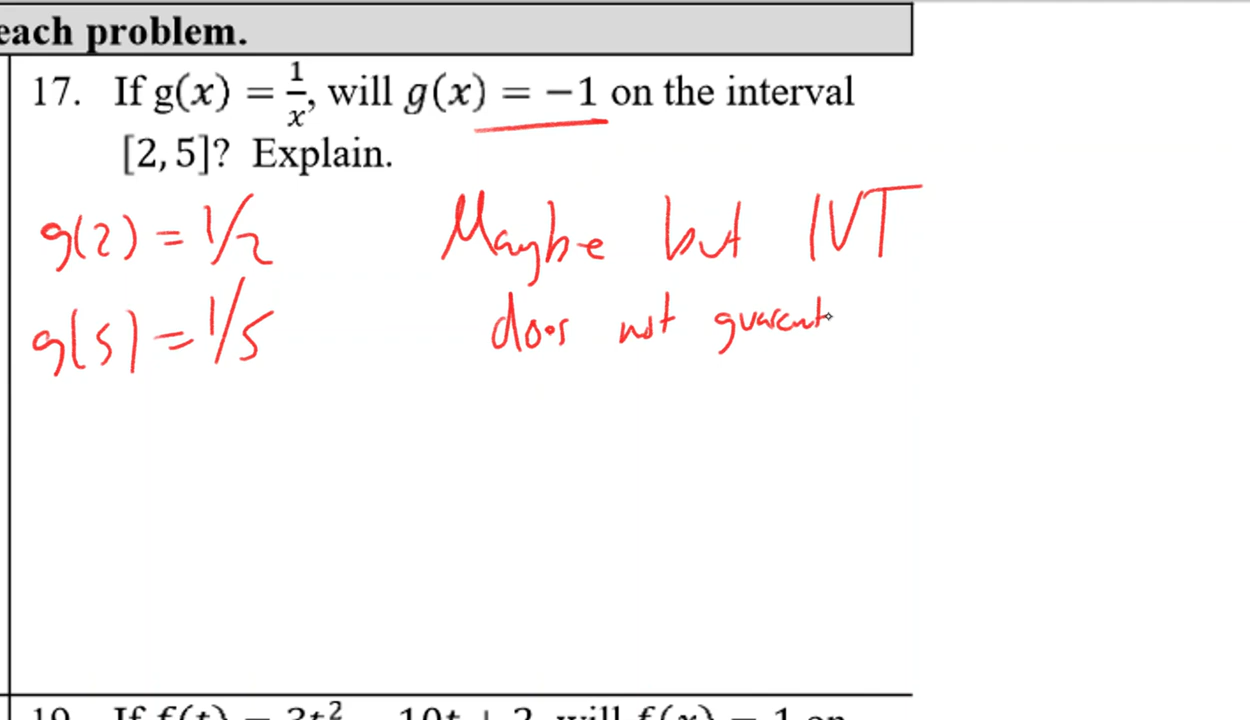 each problem.
17. If g(x) = 1/x, will g(x) = −1 on the interval
[2, 5]? Explain.
g(2) = 1/2
Maybe but IVT
g(5) = 1/5
does not guarant